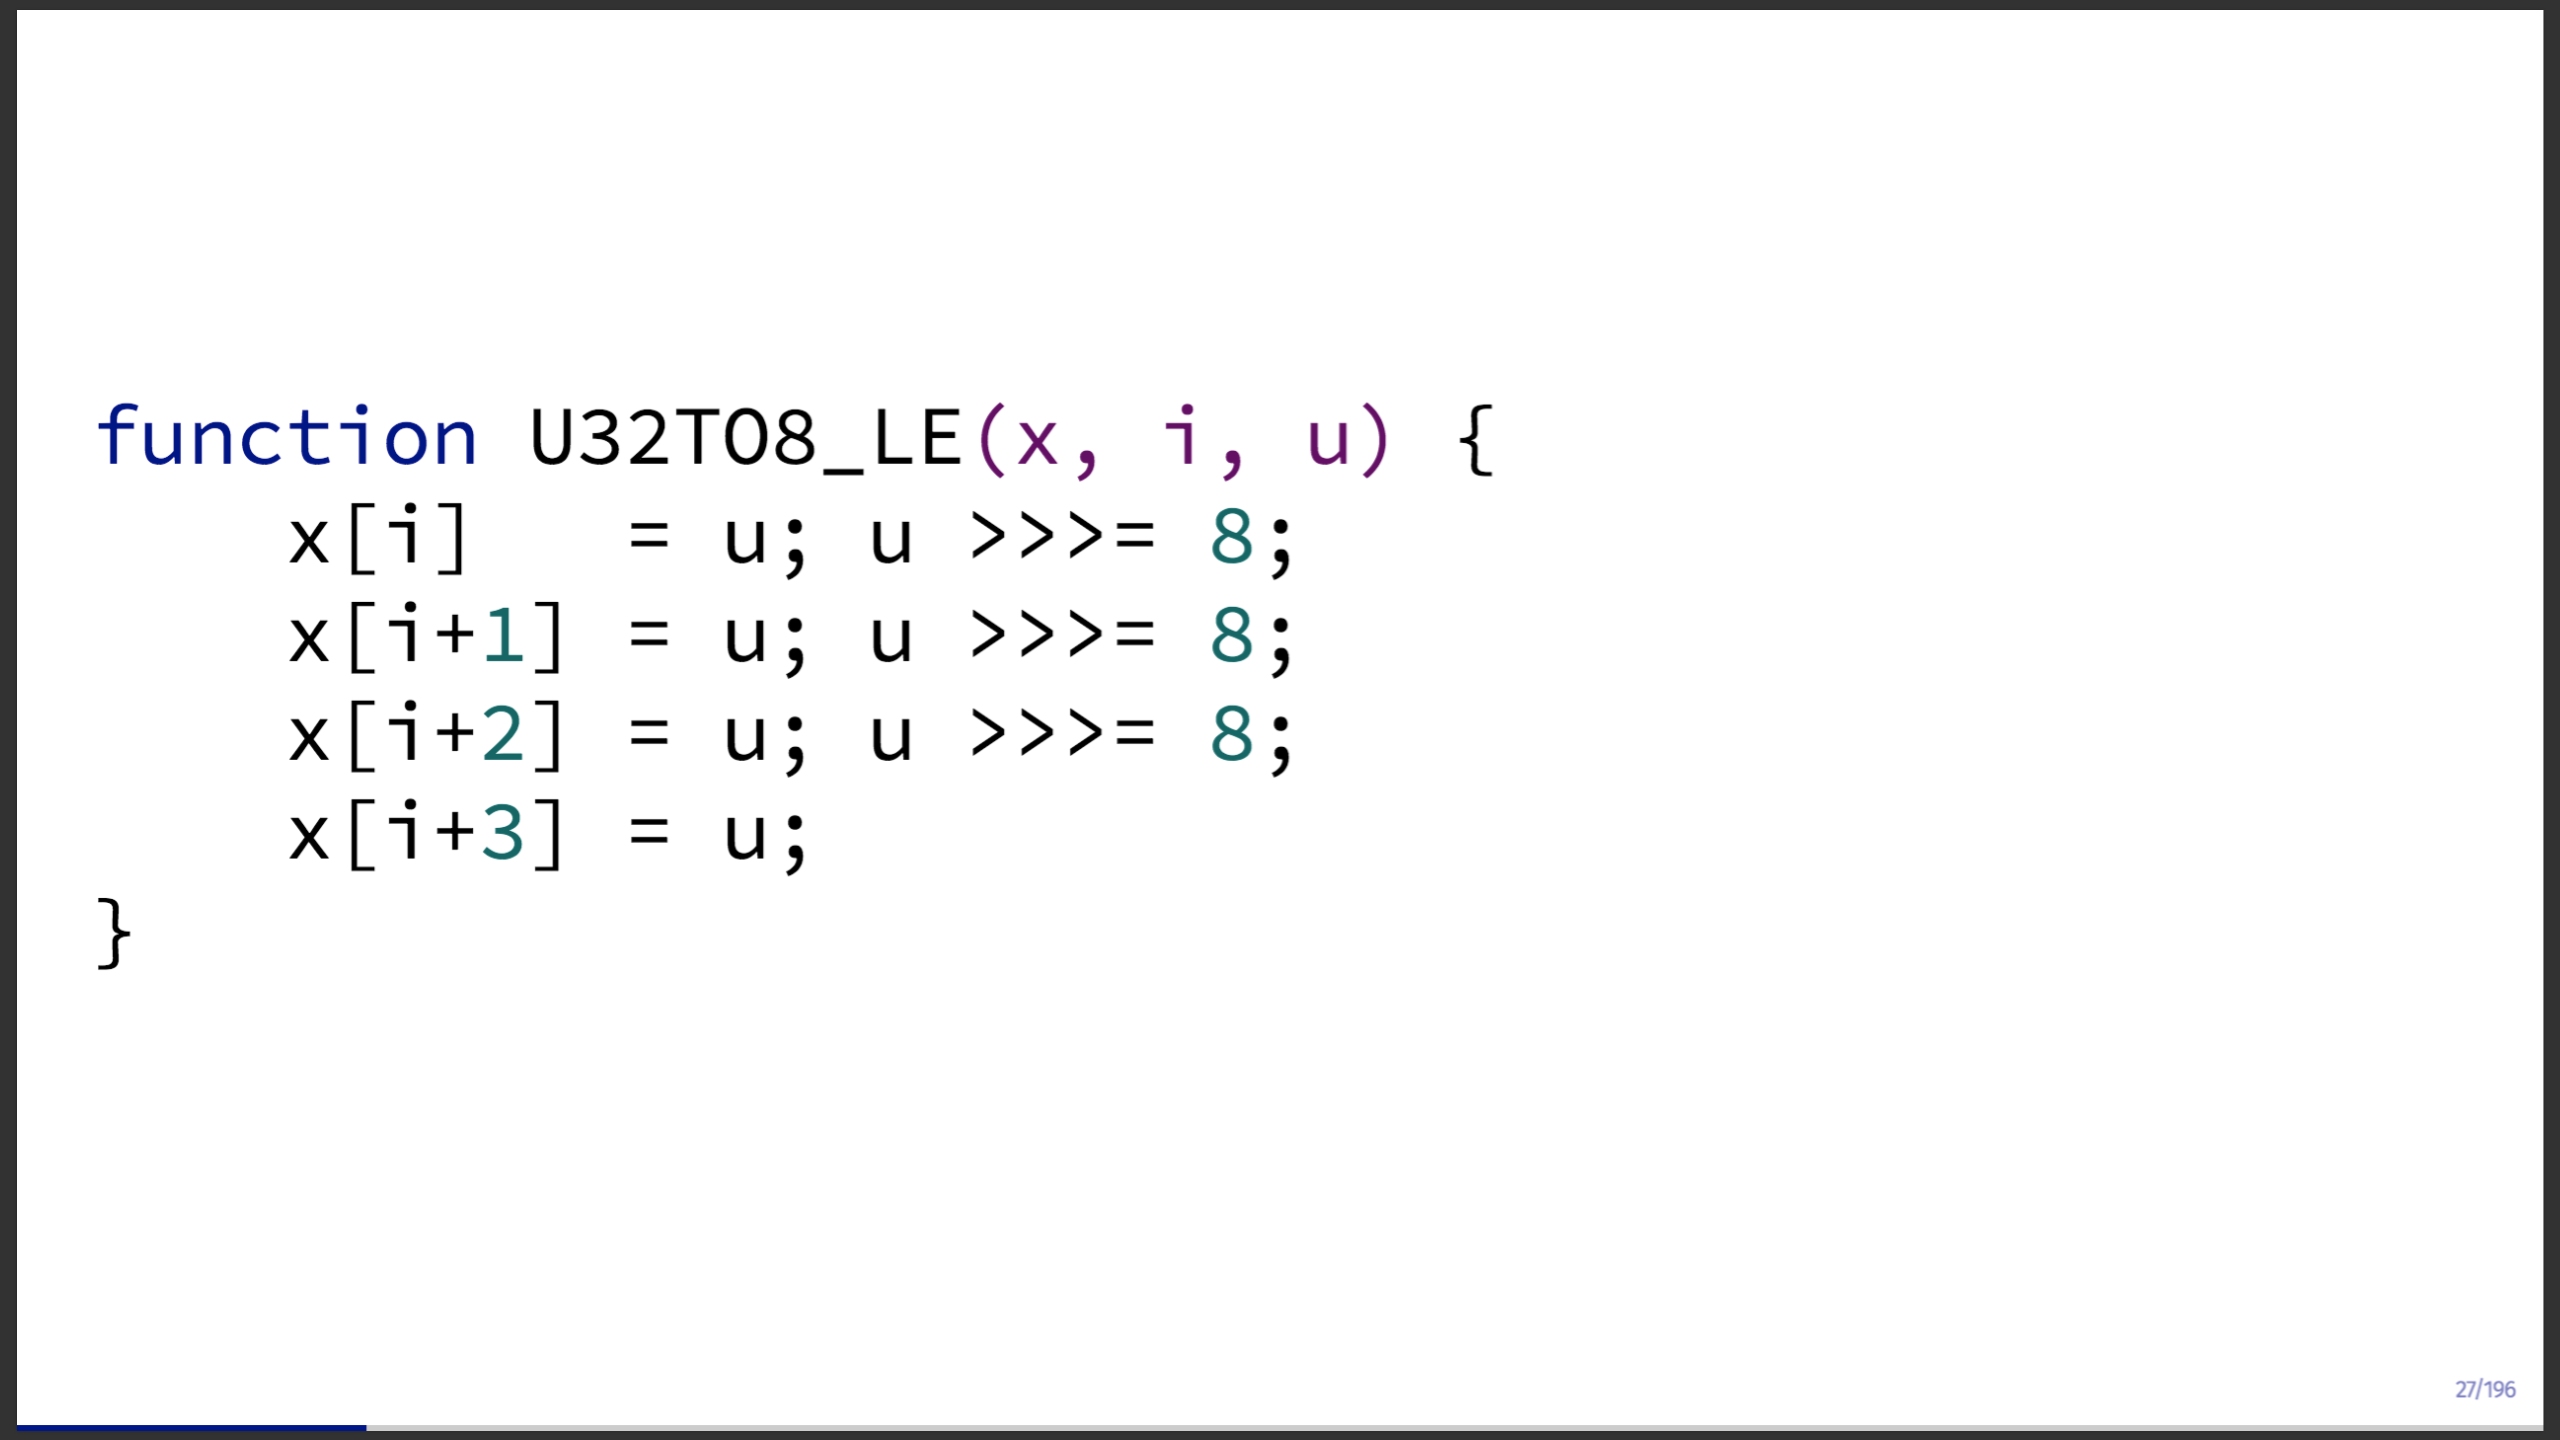 function U32TO8_LE(x, i, u) {
    x[i]   = u; u >>>= 8;
    x[i+1] = u; u >>>= 8;
    x[i+2] = u; u >>>= 8;
    x[i+3] = u;
}
27/196